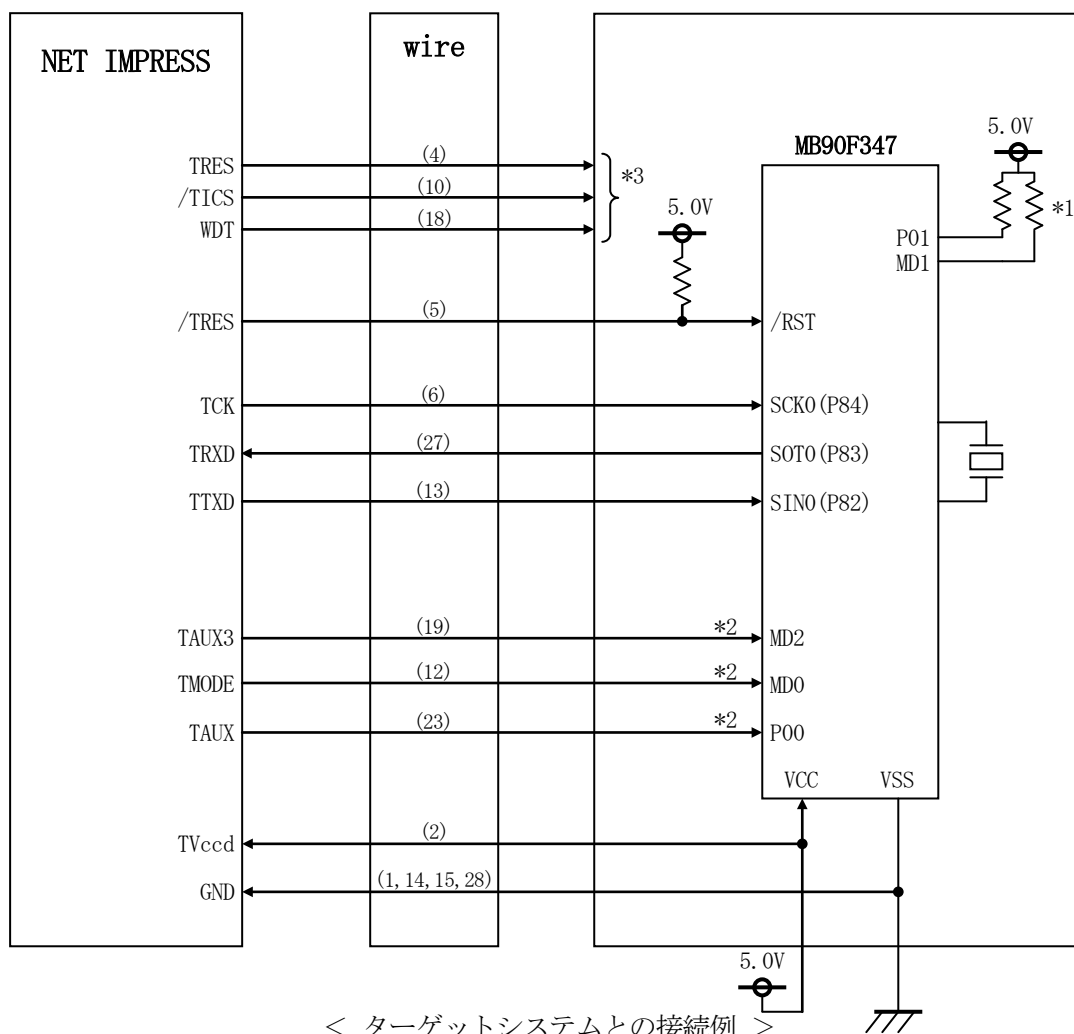 NET IMPRESS
wire
MB90F347
5.0V
TRES
(4)
*3
/TICS
(10)
WDT
(18)
5.0V
*1
P01
MD1
/TRES
(5)
/RST
TCK
(6)
SCK0(P84)
TRXD
(27)
SOT0(P83)
TTXD
(13)
SIN0(P82)
TAUX3
(19)
*2
MD2
TMODE
(12)
*2
MD0
TAUX
(23)
*2
P00
VCC
VSS
TVccd
(2)
GND
(1,14,15,28)
5.0V
< ターゲットシステムとの接続例 >